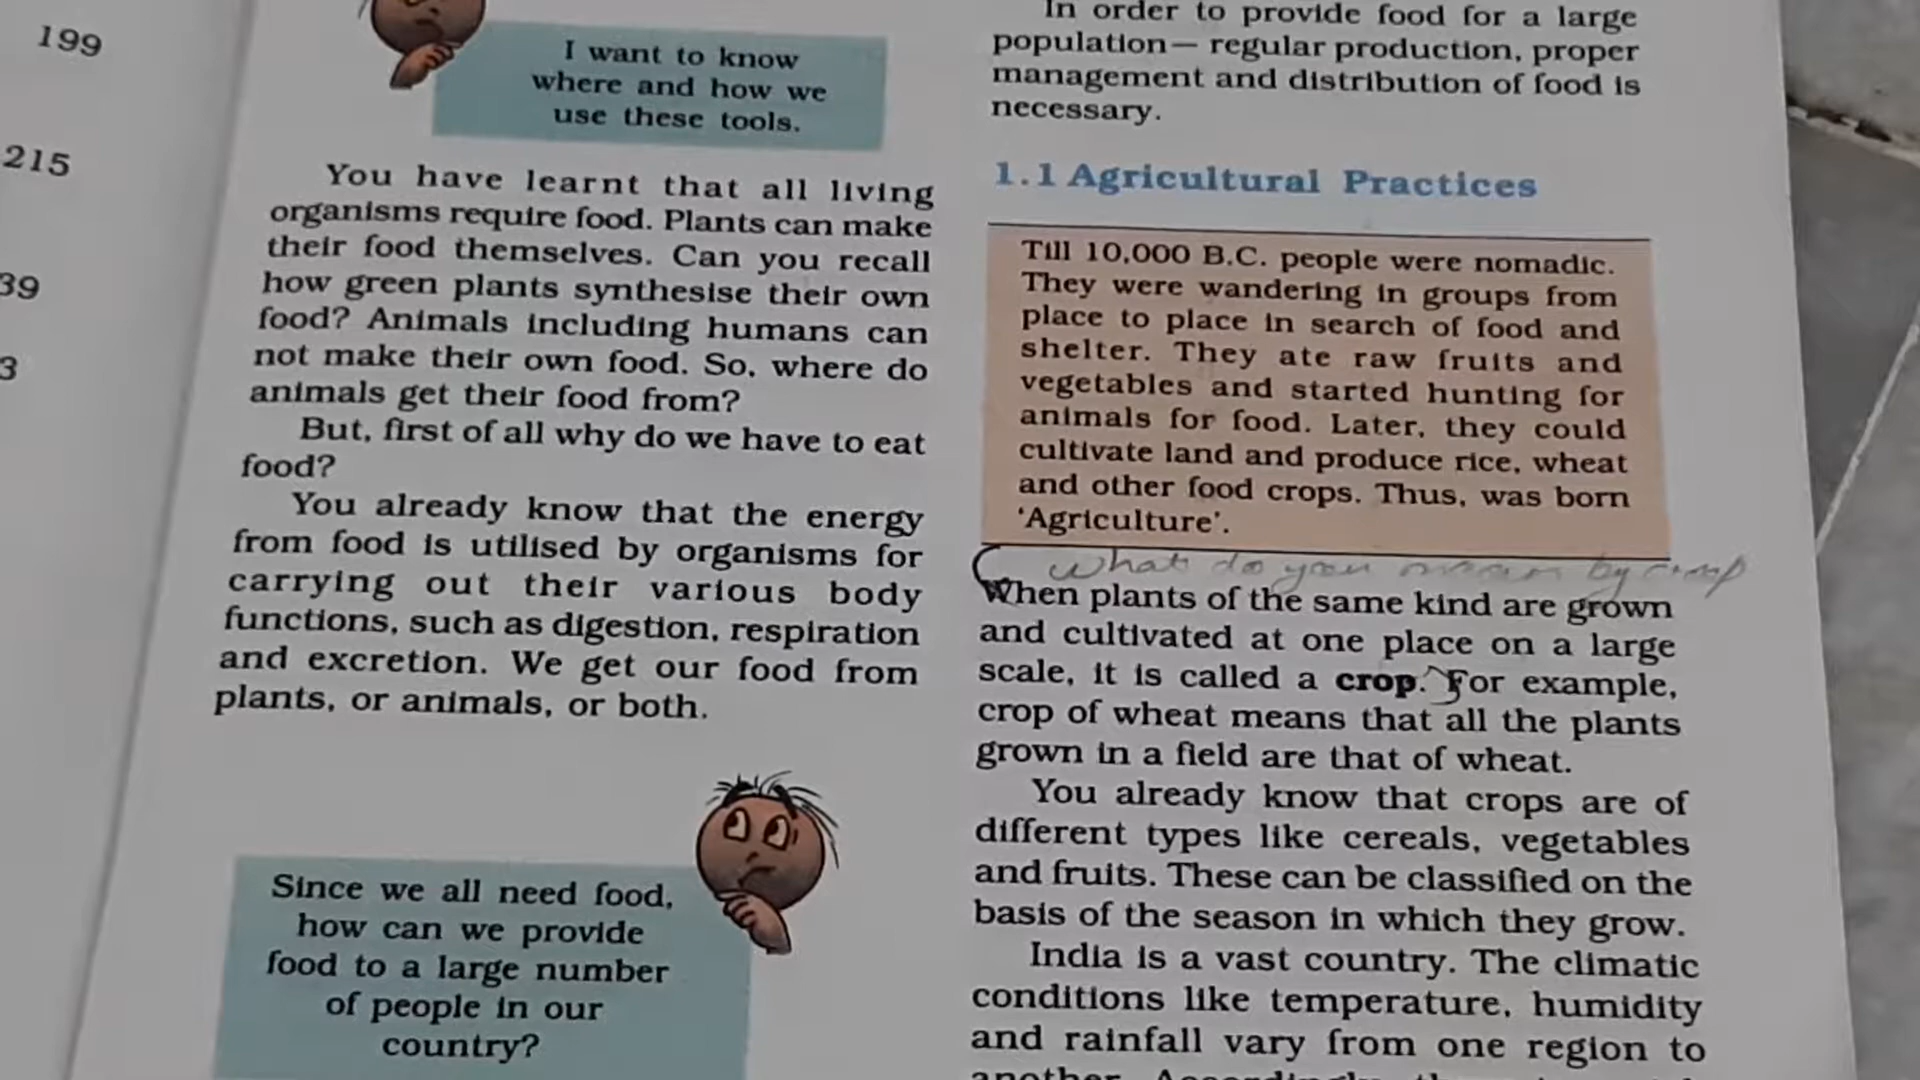 199
215
39
3
I want to know
where and how we
use these tools.
You have learnt that all living
organisms require food. Plants can make
their food themselves. Can you recall
how green plants synthesise their own
food? Animals including humans can
not make their own food. So, where do
animals get their food from?
But, first of all why do we have to eat
food?
You already know that the energy
from food is utilised by organisms for
carrying out their various body
functions, such as digestion, respiration
and excretion. We get our food from
plants, or animals, or both.
Since we all need food,
how can we provide
food to a large number
of people in our
country?
In order to provide food for a large
population— regular production, proper
management and distribution of food is
necessary.
1.1 Agricultural Practices
Till 10,000 B.C. people were nomadic.
They were wandering in groups from
place to place in search of food and
shelter. They ate raw fruits and
vegetables and started hunting for
animals for food. Later, they could
cultivate land and produce rice, wheat
and other food crops. Thus, was born
‘Agriculture’.
what do you mean by crop
When plants of the same kind are grown
and cultivated at one place on a large
scale, it is called a crop. For example,
crop of wheat means that all the plants
grown in a field are that of wheat.
You already know that crops are of
different types like cereals, vegetables
and fruits. These can be classified on the
basis of the season in which they grow.
India is a vast country. The climatic
conditions like temperature, humidity
and rainfall vary from one region to
another.